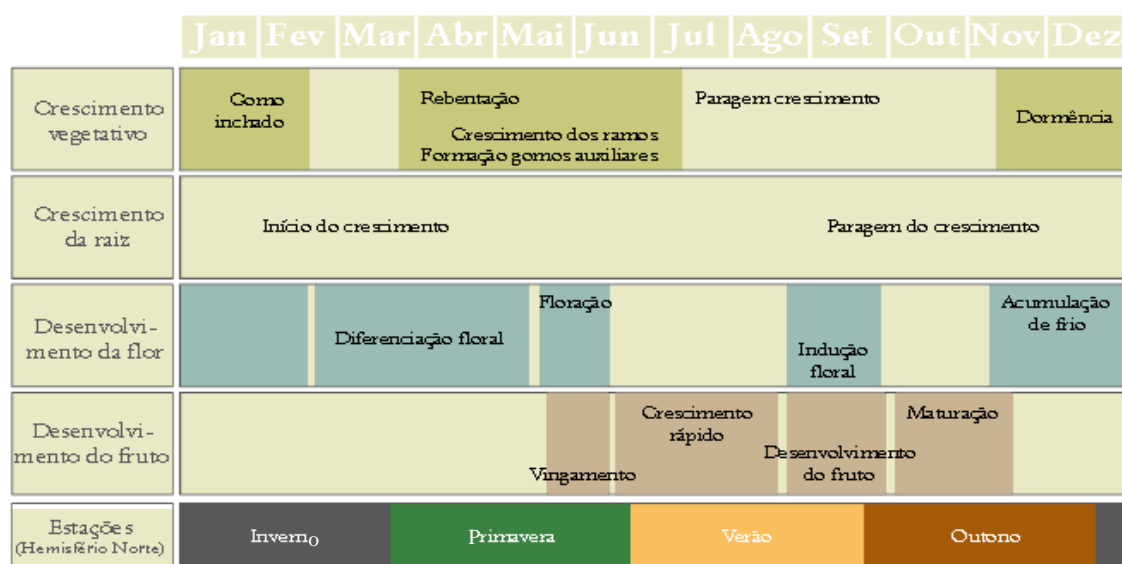 Jan Fev Mar Abr Mai Jun Jul Ago Set Out Nov Dez
Crescimento
vegetativo
Gomo
inchado
Rebentação
Crescimento dos ramos
Formação gomos auxiliares
Paragem crescimento
Dormência
Crescimento
da raiz
Início do crescimento
Paragem do crescimento
Desenvolvi-
mento da flor
Diferenciação floral
Floração
Indução
floral
Acumulação
de frio
Desenvolvi-
mento do fruto
Vingamento
Crescimento
rápido
Desenvolvimento
do fruto
Maturação
Estações
(Hemisfério Norte)
Inverno
Primavera
Verão
Outono